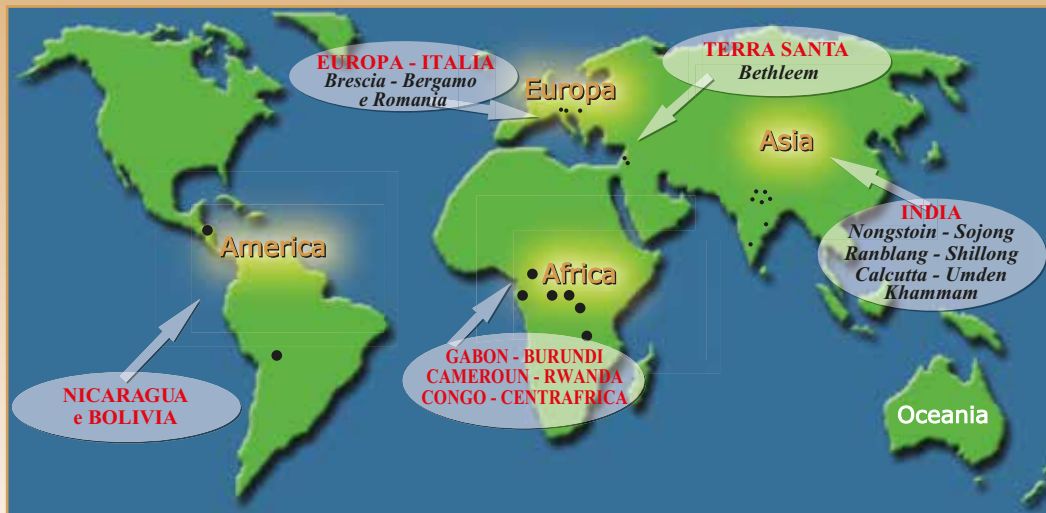 EUROPA - ITALIA
Brescia - Bergamo
e Romania
TERRA SANTA
Bethleem
Europa
Asia
America
Africa
INDIA
Nongstoin - Sojong
Ranblang - Shillong
Calcutta - Umden
Khammam
GABON - BURUNDI
CAMEROUN - RWANDA
CONGO - CENTRAFRICA
NICARAGUA
e BOLIVIA
Oceania